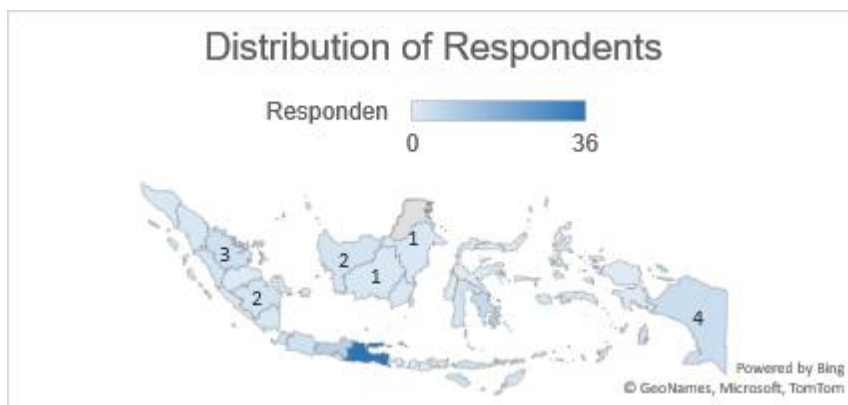 Distribution of Respondents
Responden
0 36
1
3
2
1
2
4
Powered by Bing
© GeoNames, Microsoft, TomTom